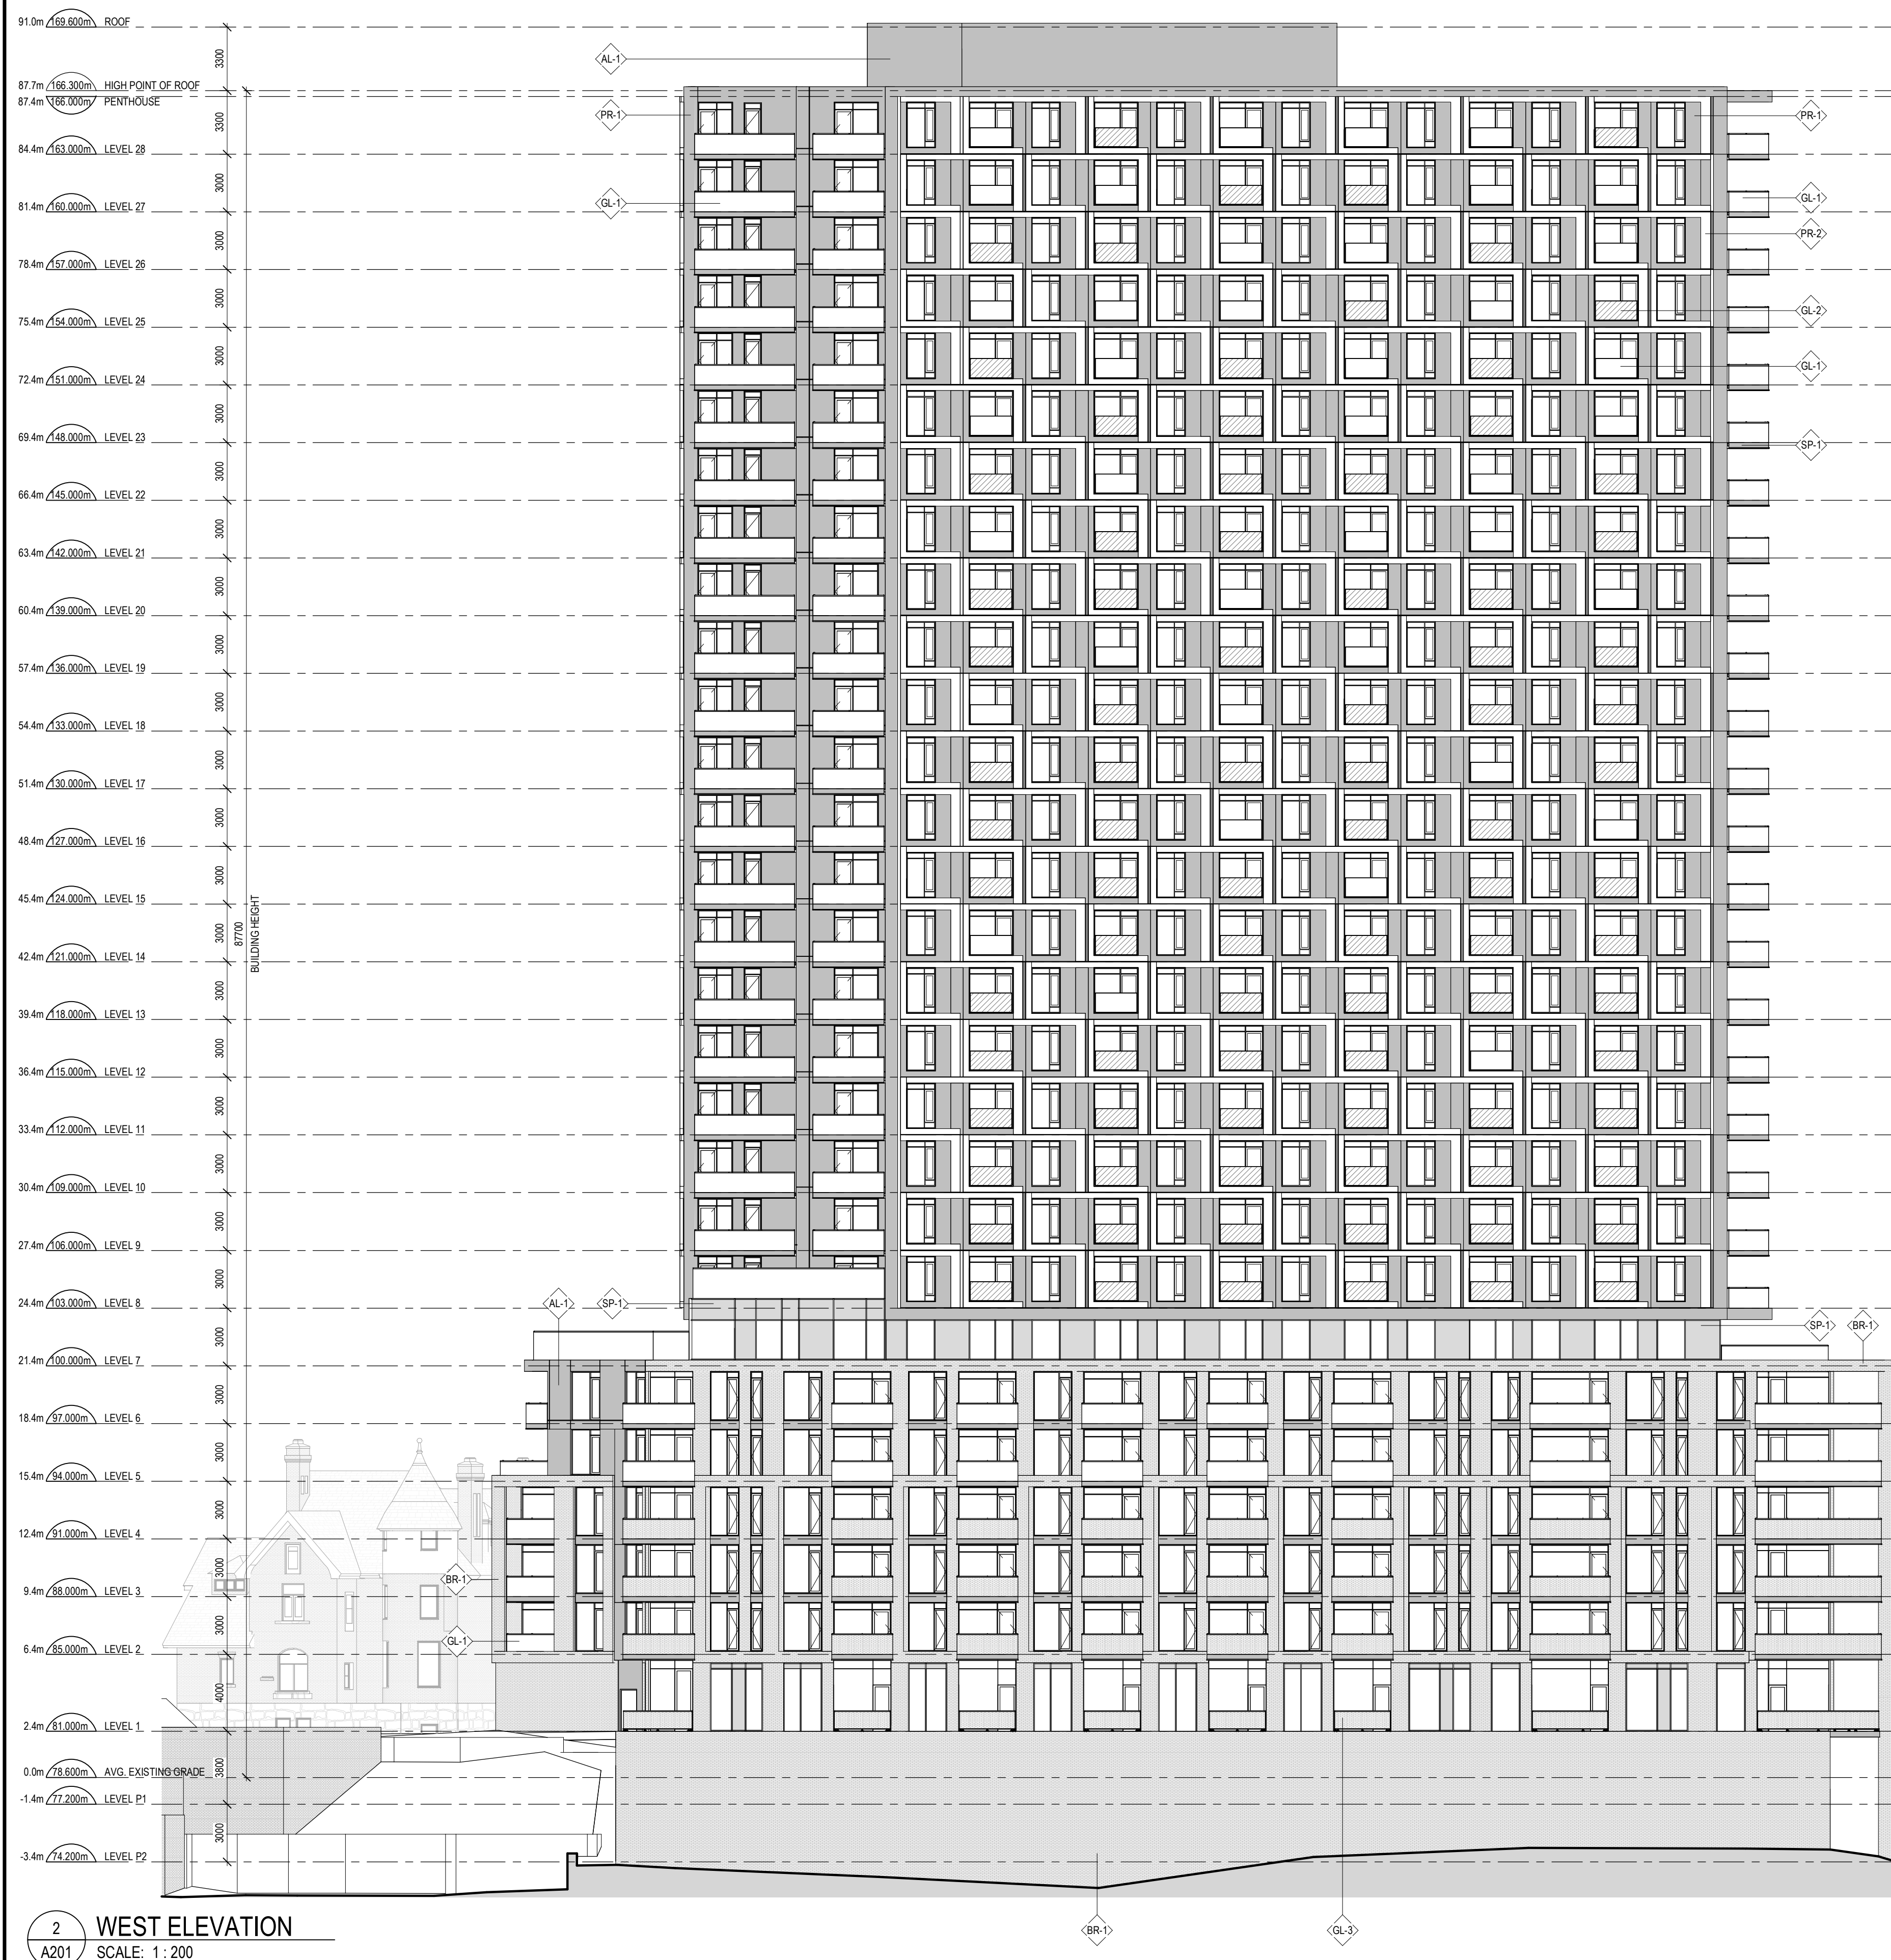 91.0m 169.600m ROOF
3300
AL-1
87.7m 166.300m HIGH POINT OF ROOF
87.4m 166.000m PENTHOUSE
3300
PR-1
PR-1
84.4m 163.000m LEVEL 28
3000
GL-1
GL-1
81.4m 160.000m LEVEL 27
PR-2
3000
78.4m 157.000m LEVEL 26
3000
GL-2
75.4m 154.000m LEVEL 25
3000
GL-1
72.4m 151.000m LEVEL 24
3000
69.4m 148.000m LEVEL 23
SP-1
3000
66.4m 145.000m LEVEL 22
3000
63.4m 142.000m LEVEL 21
3000
60.4m 139.000m LEVEL 20
3000
57.4m 136.000m LEVEL 19
3000
54.4m 133.000m LEVEL 18
3000
51.4m 130.000m LEVEL 17
3000
48.4m 127.000m LEVEL 16
3000
45.4m 124.000m LEVEL 15
3000
87700
BUILDING HEIGHT
42.4m 121.000m LEVEL 14
3000
39.4m 118.000m LEVEL 13
3000
36.4m 115.000m LEVEL 12
3000
33.4m 112.000m LEVEL 11
3000
30.4m 109.000m LEVEL 10
3000
27.4m 106.000m LEVEL 9
3000
24.4m 103.000m LEVEL 8
AL-1
SP-1
3000
SP-1
BR-1
21.4m 100.000m LEVEL 7
3000
18.4m 97.000m LEVEL 6
3000
15.4m 94.000m LEVEL 5
3000
12.4m 91.000m LEVEL 4
3000
BR-1
9.4m 88.000m LEVEL 3
3000
GL-1
6.4m 85.000m LEVEL 2
4000
2.4m 81.000m LEVEL 1
3800
0.0m 78.600m AVG. EXISTING GRADE
-1.4m 77.200m LEVEL P1
3000
-3.4m 74.200m LEVEL P2
2
A201
WEST ELEVATION
SCALE: 1 : 200
BR-1
GL-3